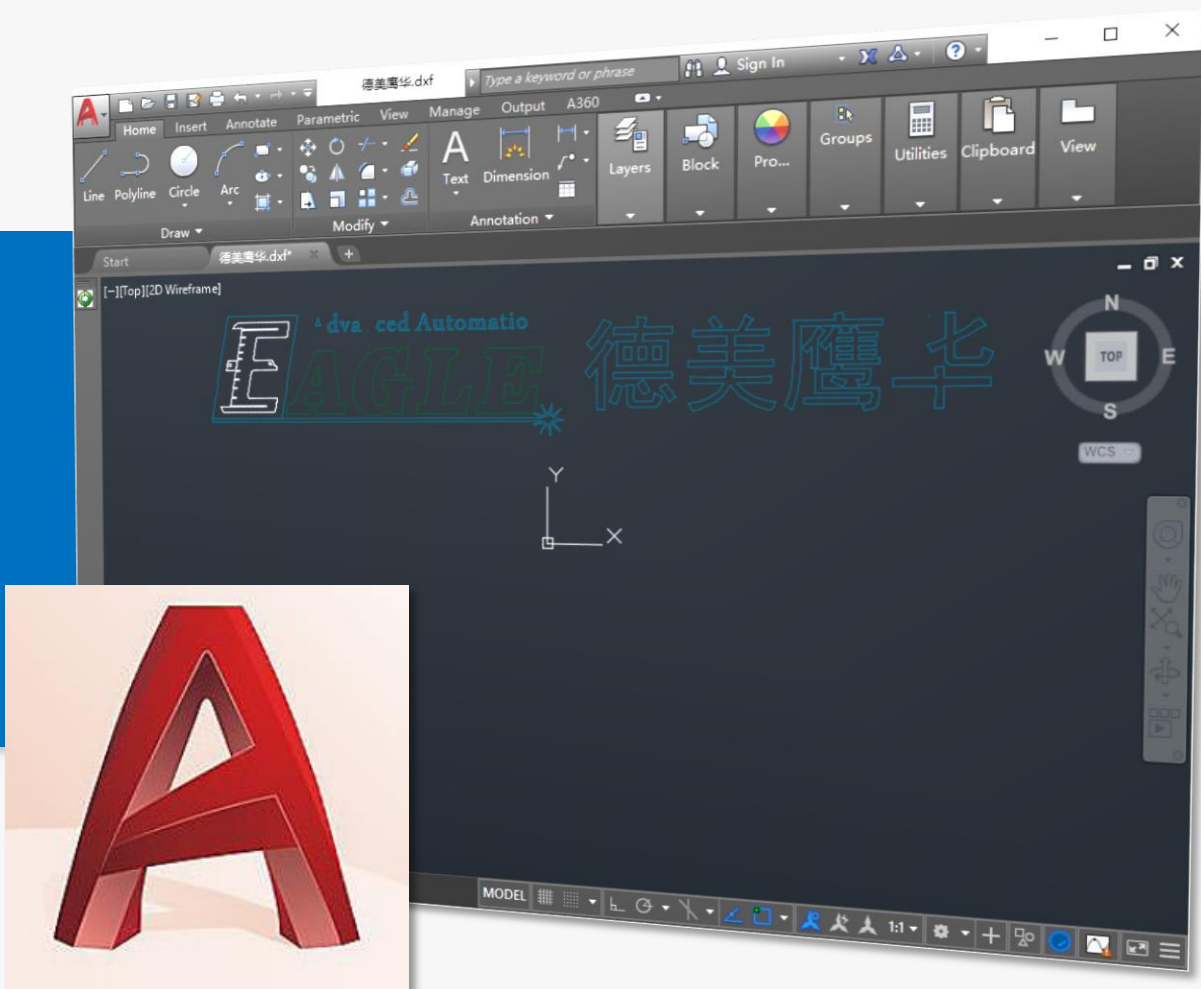 德美鹰华.dxf
Type a keyword or phrase
Sign In
Home Insert Annotate Parametric View Manage Output A360
Line Polyline Circle Arc
Text Dimension
Layers Block Pro... Groups Utilities Clipboard View
Draw Modify Annotation
Start 德美鹰华.dxf*
[−][Top][2D Wireframe]
dva ced Automatio
EAGLE
德美鹰华
N
W TOP E
S
WCS
Y
X
MODEL 1:1
A